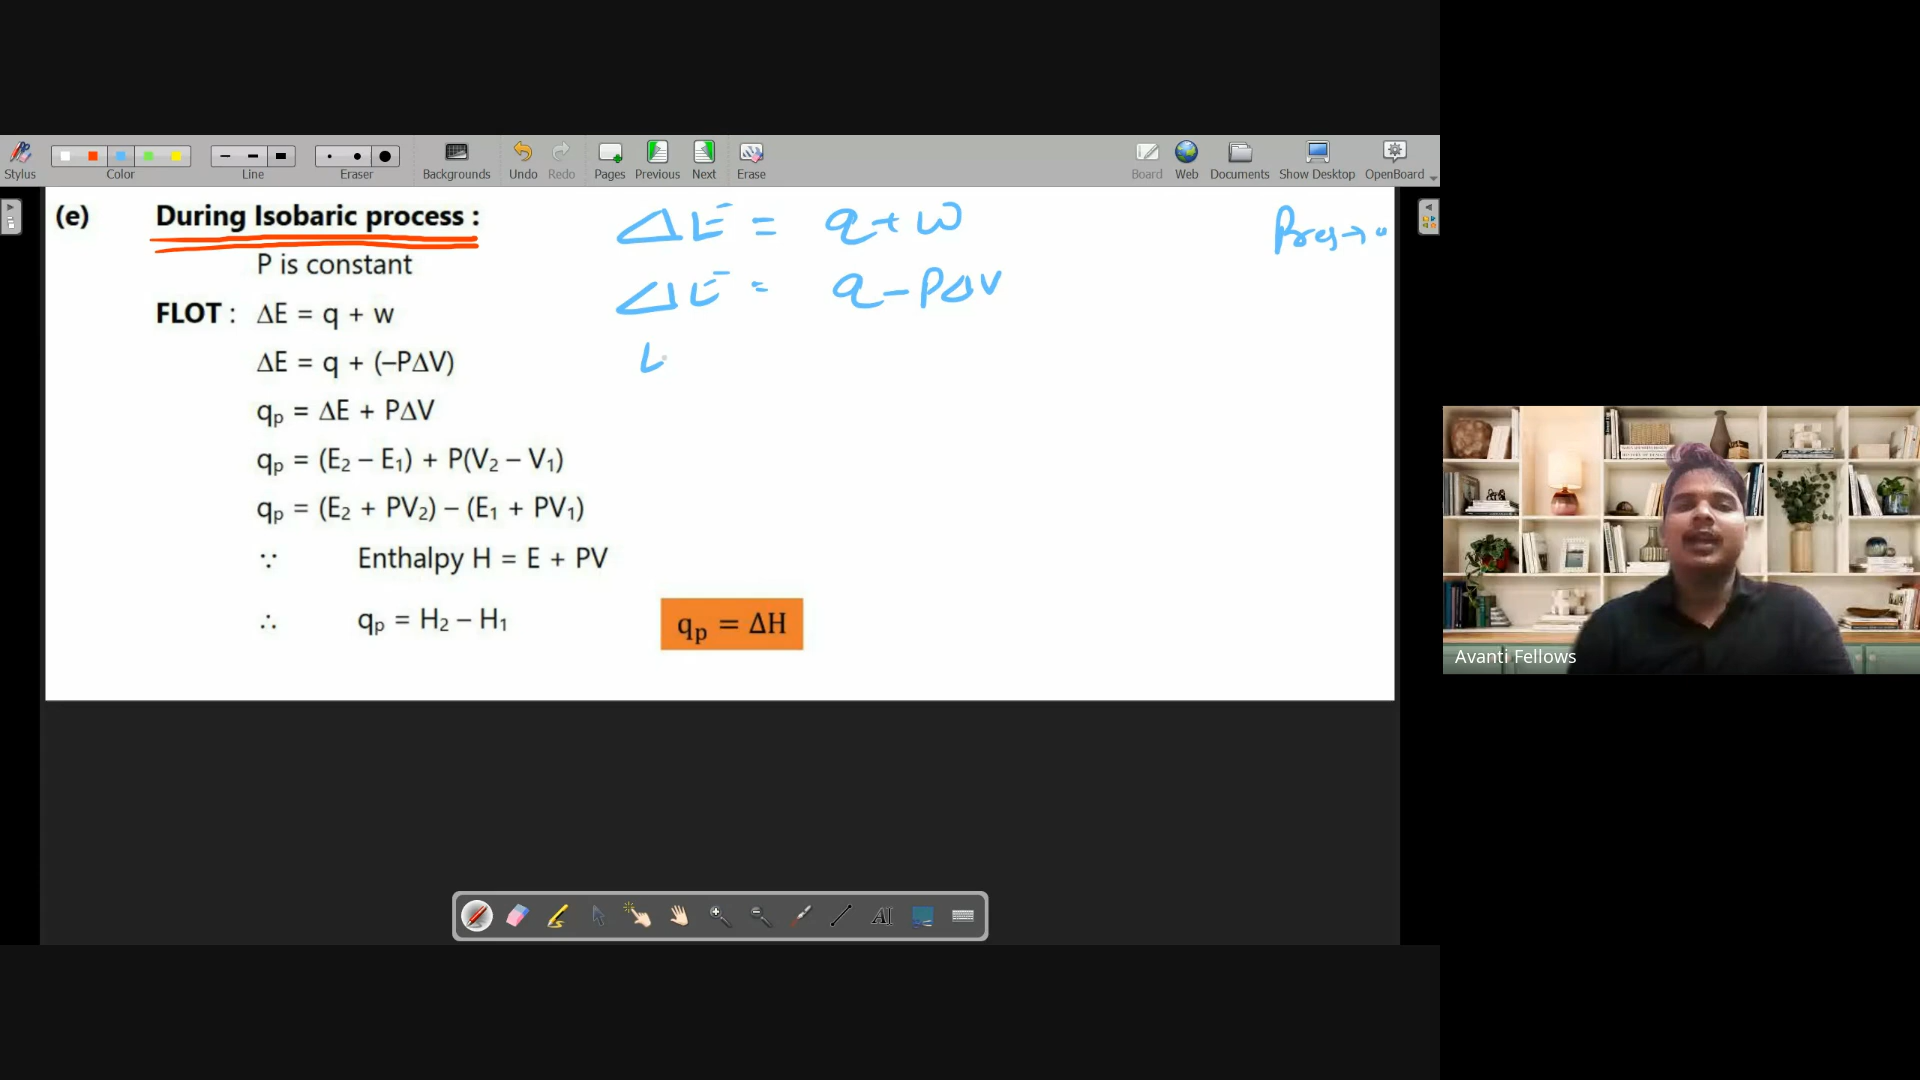 Stylus
Color
Line
Eraser
Backgrounds
Undo
Redo
Pages
Previous
Next
Erase
Board
Web
Documents
Show Desktop
OpenBoard
(e) During Isobaric process :
P is constant
FLOT : ΔE = q + w
ΔE = q + (–PΔV)
qₚ = ΔE + PΔV
qₚ = (E₂ – E₁) + P(V₂ – V₁)
qₚ = (E₂ + PV₂) – (E₁ + PV₁)
∵ Enthalpy H = E + PV
∴ qₚ = H₂ – H₁
qₚ = ΔH
ΔE = q + w
ΔE = q – PΔV
Avanti Fellows